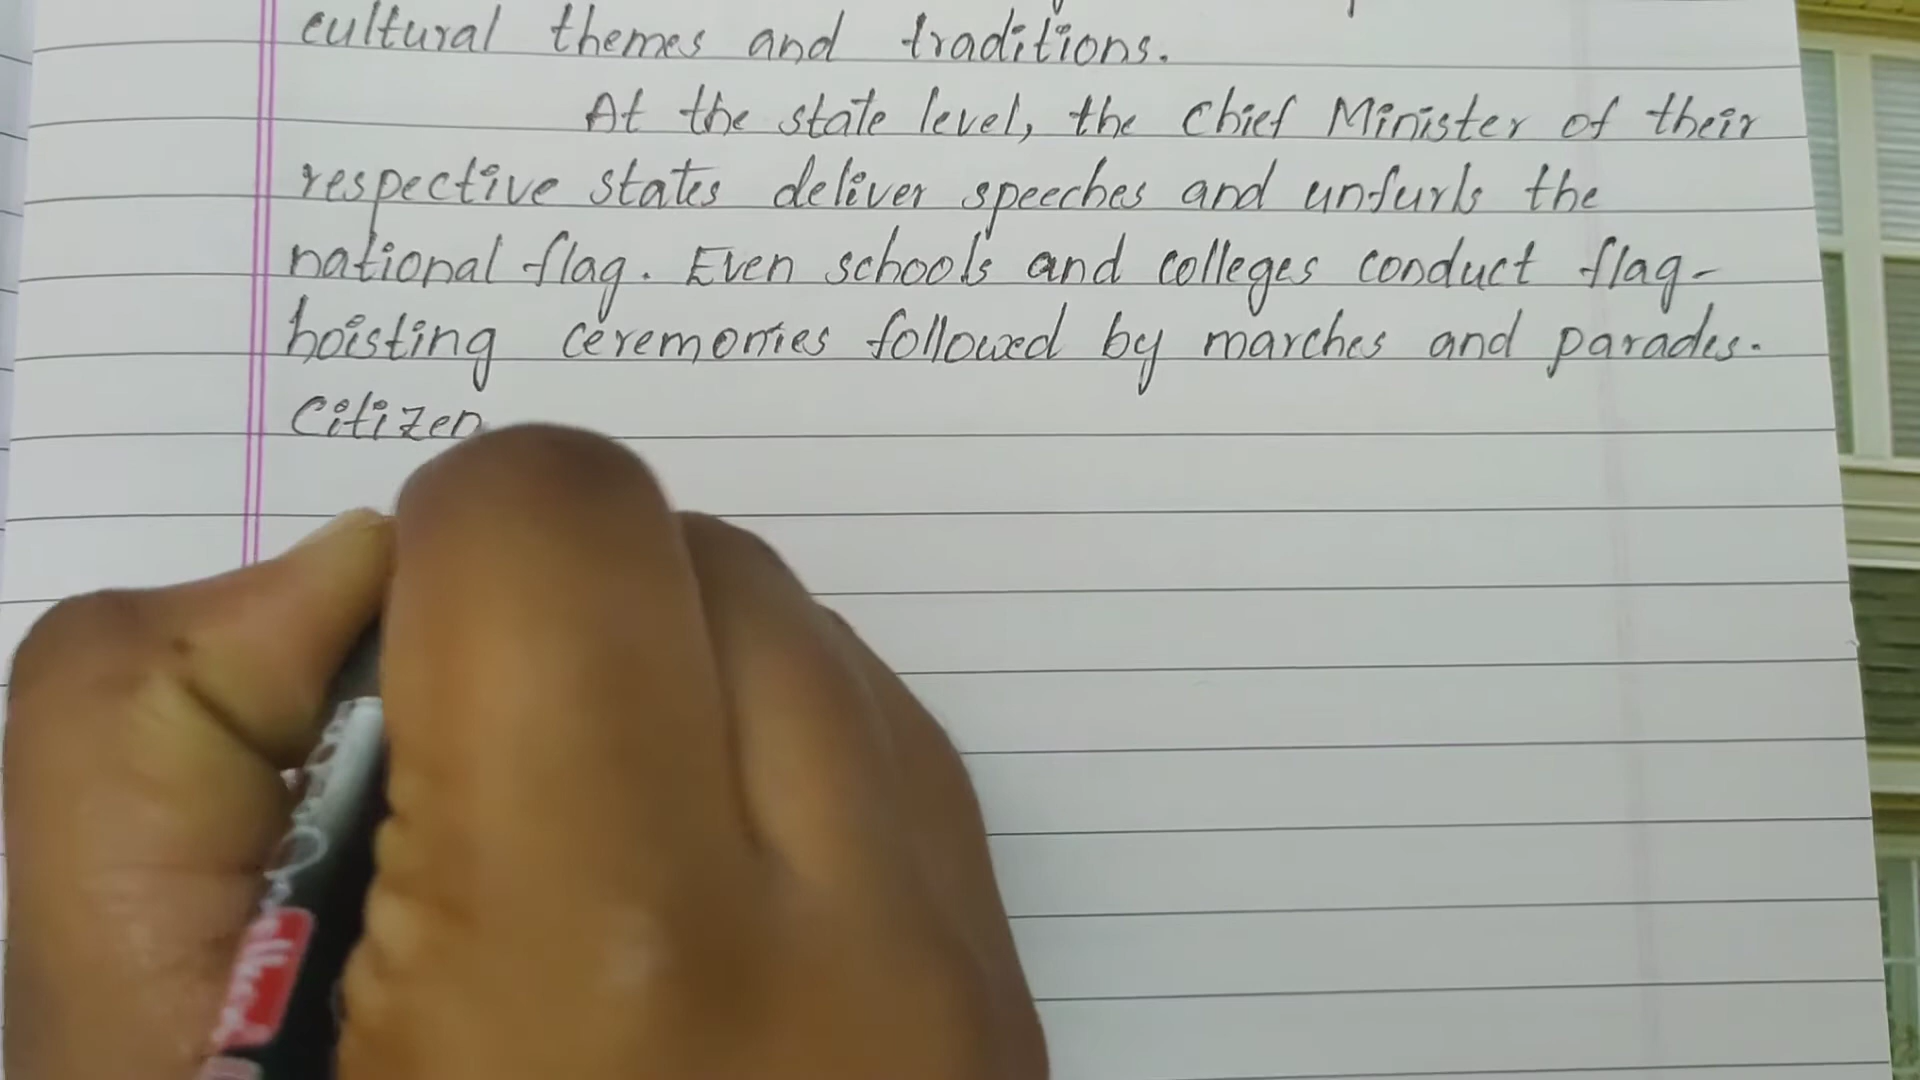 cultural themes and traditions.
At the state level, the Chief Minister of their
respective states deliver speeches and unfurls the
national flag. Even schools and colleges conduct flag-
hoisting ceremonies followed by marches and parades.
Citizen